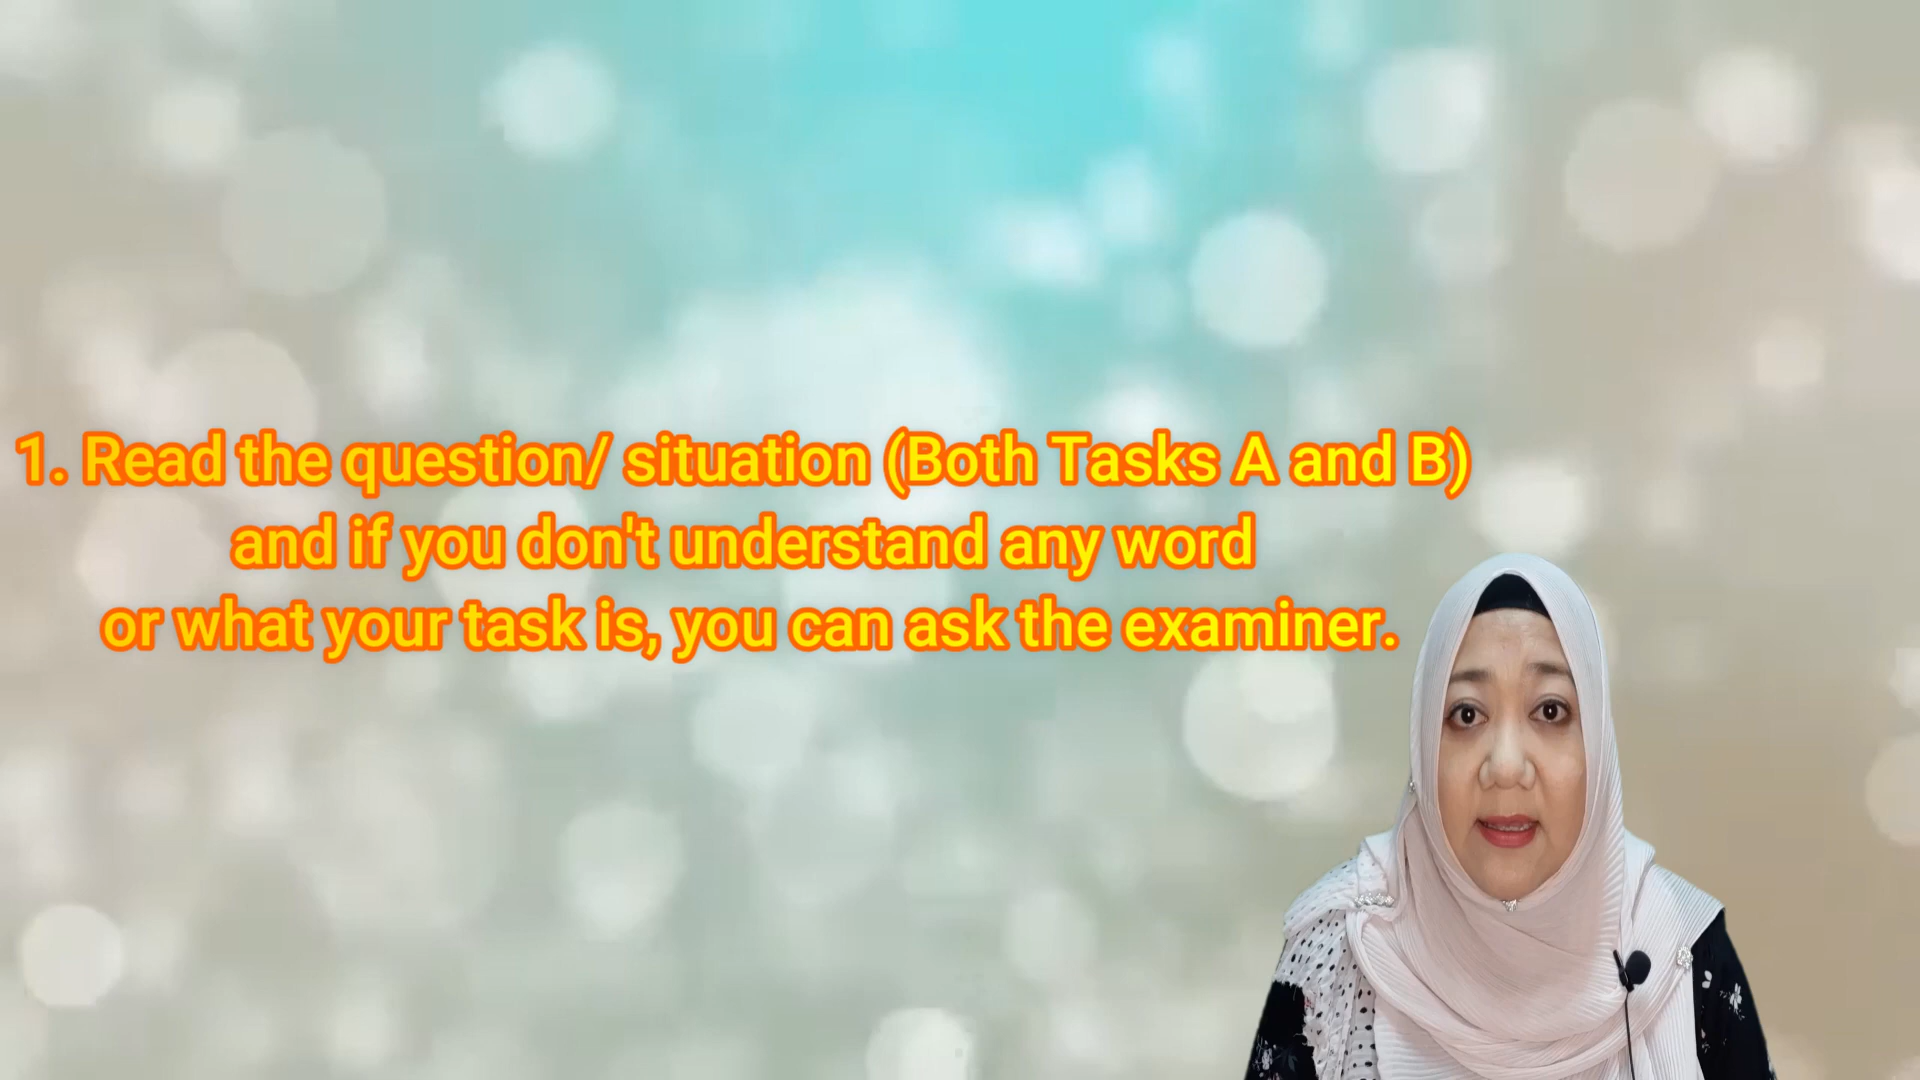 1. Read the question/ situation (Both Tasks A and B)
and if you don't understand any word
or what your task is, you can ask the examiner.